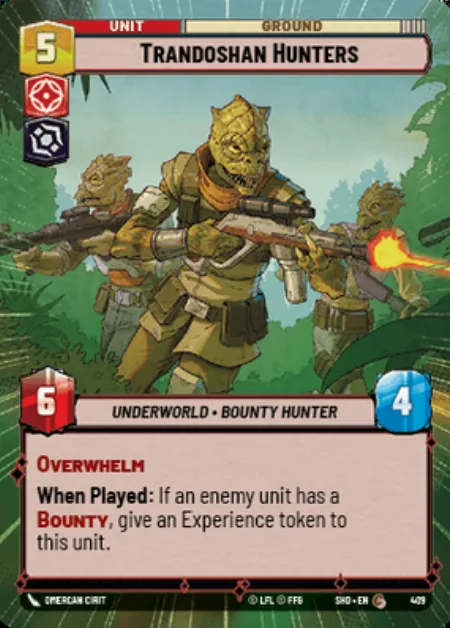 UNIT GROUND
5 TRANDOSHAN HUNTERS
6 UNDERWORLD • BOUNTY HUNTER 4
OVERWHELM
When Played: If an enemy unit has a
BOUNTY, give an Experience token to
this unit.
OMERCAN CIRIT © LFL © FFG SHD • EN C 409